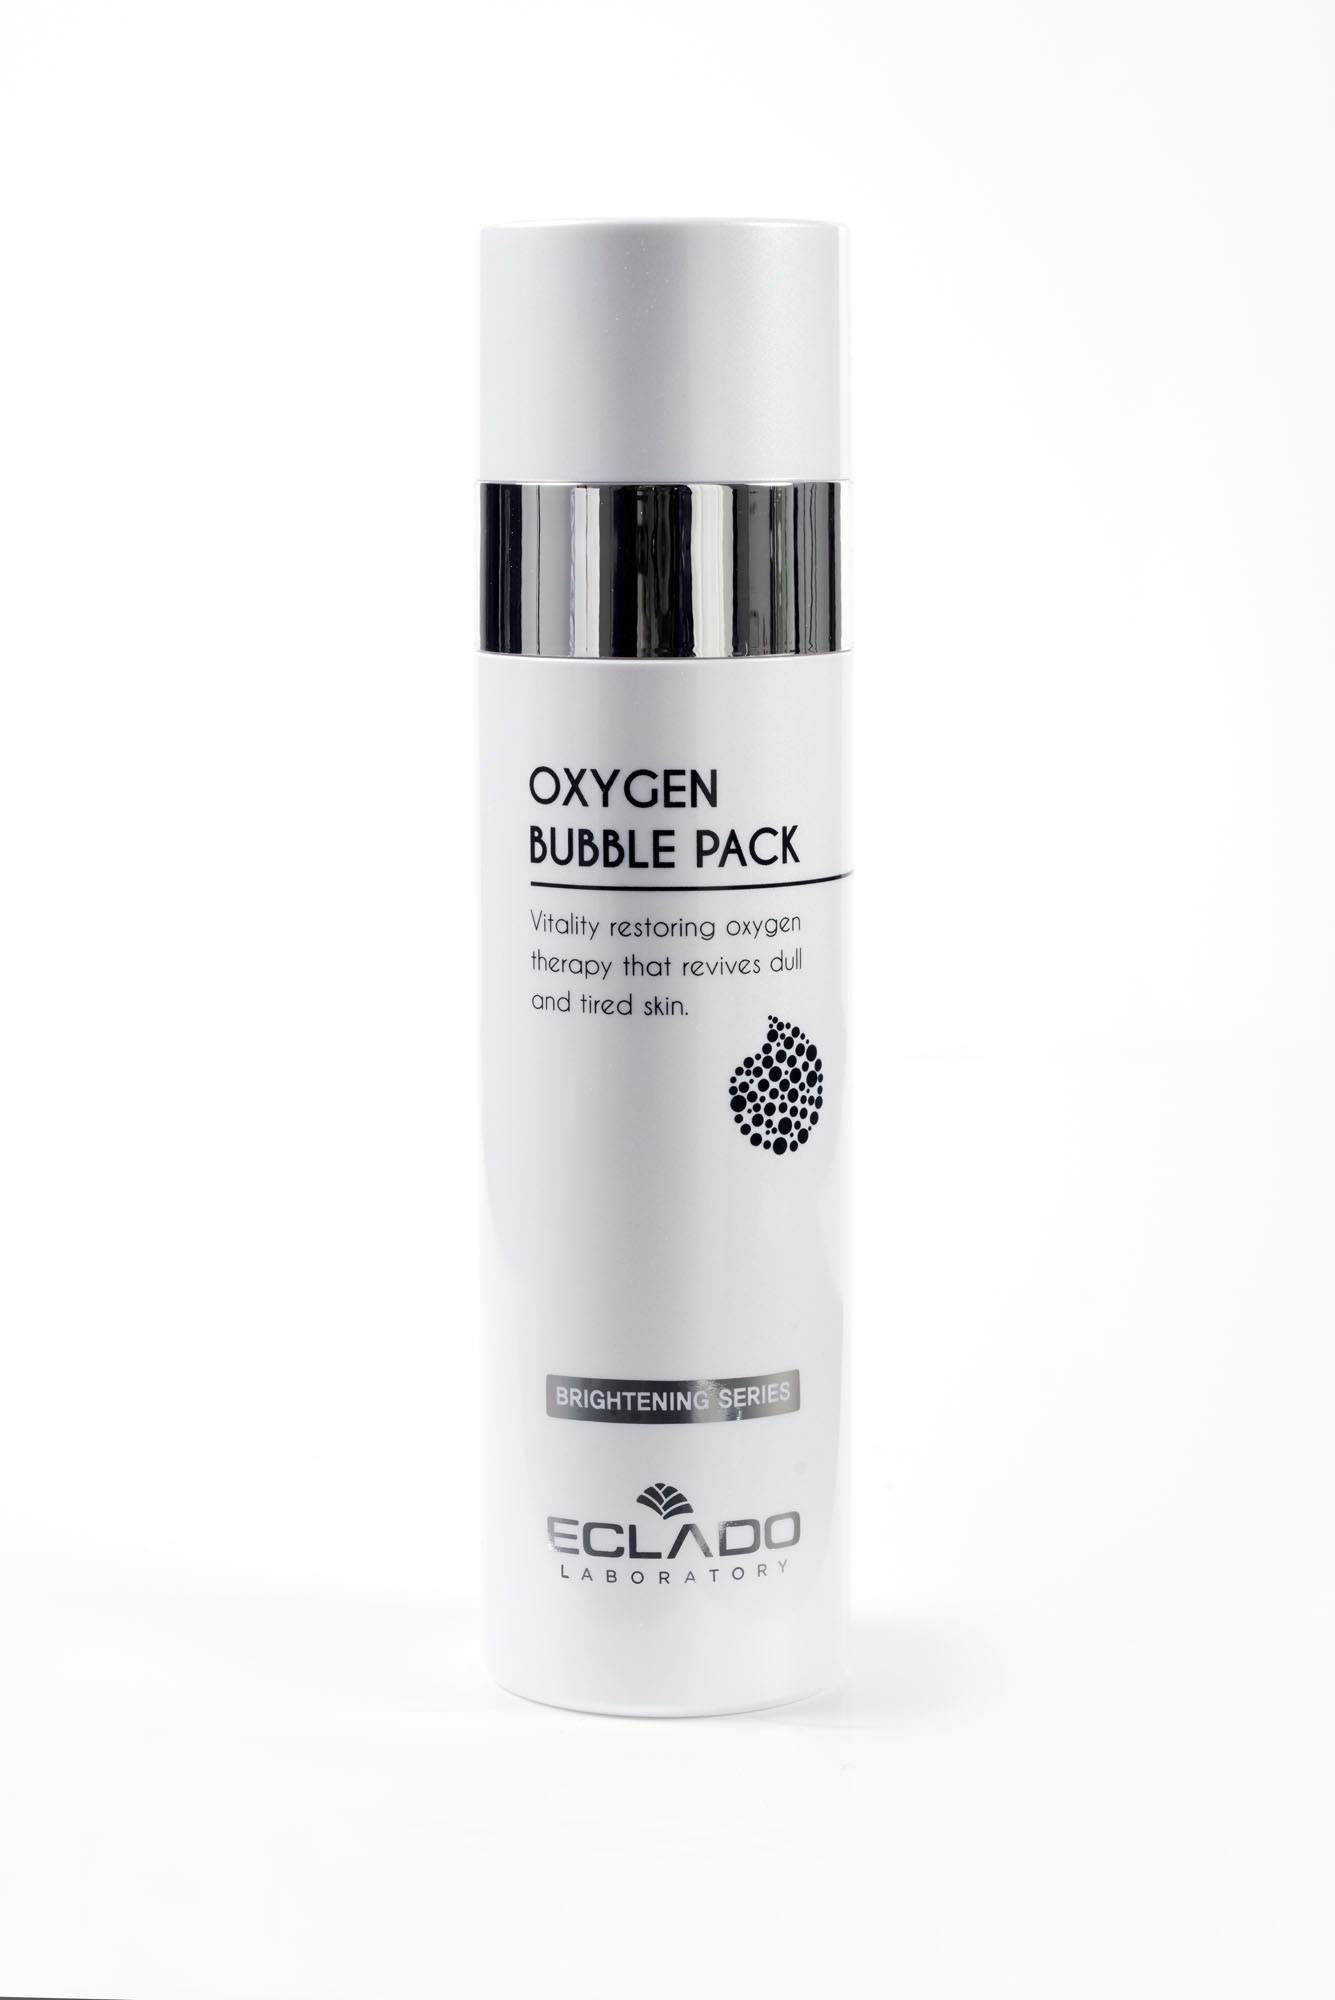 OXYGEN
BUBBLE PACK
Vitality restoring oxygen
therapy that revives dull
and tired skin.
BRIGHTENING SERIES
ECLADO
LABORATORY